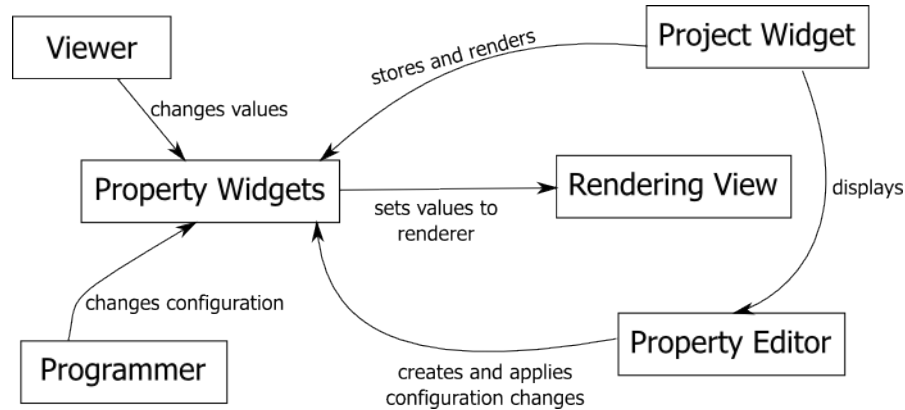 Viewer
Project Widget
stores and renders
changes values
Property Widgets
Rendering View
displays
sets values to
renderer
changes configuration
Property Editor
Programmer
creates and applies
configuration changes